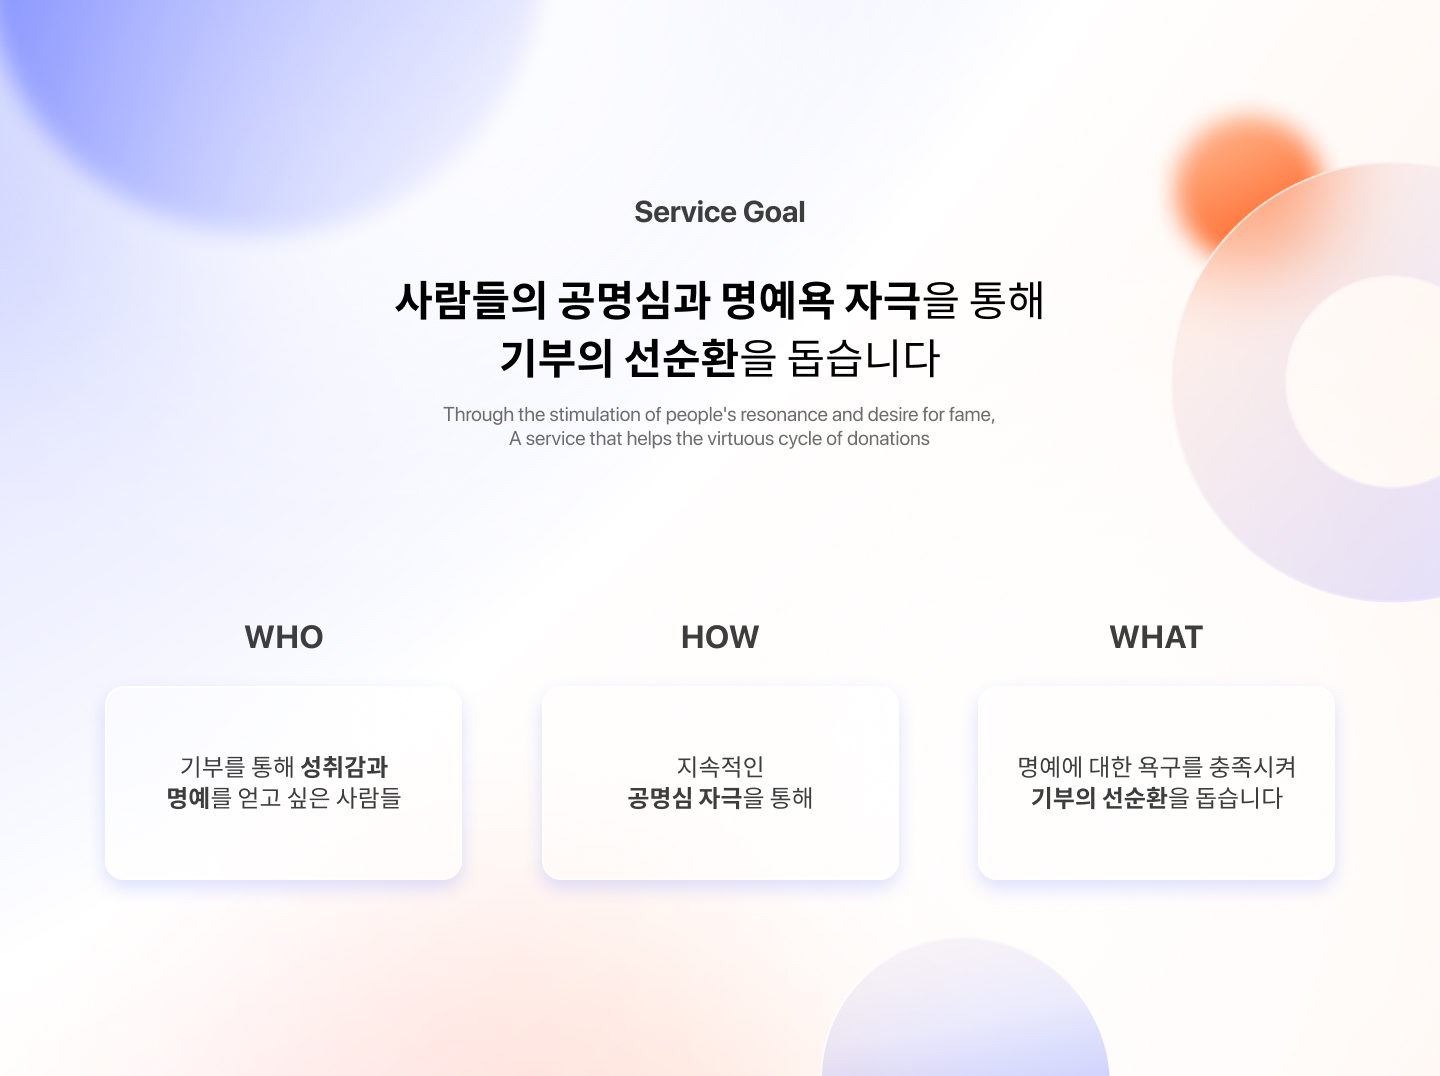 Service Goal
사람들의 공명심과 명예욕 자극을 통해
기부의 선순환을 돕습니다
Through the stimulation of people's resonance and desire for fame,
A service that helps the virtuous cycle of donations
WHO
기부를 통해 성취감과
명예를 얻고 싶은 사람들
HOW
지속적인
공명심 자극을 통해
WHAT
명예에 대한 욕구를 충족시켜
기부의 선순환을 돕습니다